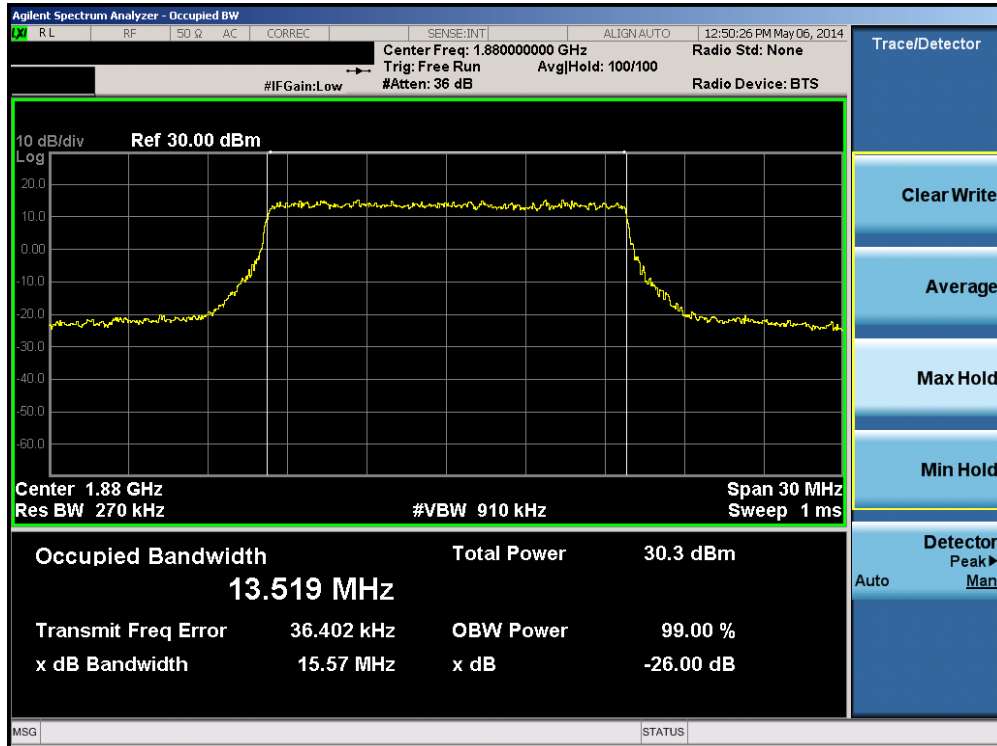 Agilent Spectrum Analyzer - Occupied BW
LXI RL RF 50 Ω AC CORREC SENSE:INT ALIGN AUTO 12:50:26 PM May 06, 2014
Center Freq: 1.880000000 GHz Radio Std: None
Trig: Free Run Avg|Hold: 100/100
#IFGain:Low #Atten: 36 dB Radio Device: BTS
10 dB/div Ref 30.00 dBm
Log
20.0
10.0
0.00
-10.0
-20.0
-30.0
-40.0
-50.0
-60.0
Center 1.88 GHz Span 30 MHz
Res BW 270 kHz #VBW 910 kHz Sweep 1 ms
Occupied Bandwidth Total Power 30.3 dBm
13.519 MHz
Transmit Freq Error 36.402 kHz OBW Power 99.00 %
x dB Bandwidth 15.57 MHz x dB -26.00 dB
MSG STATUS
Trace/Detector
Clear Write
Average
Max Hold
Min Hold
Detector
Peak▶
Auto Man